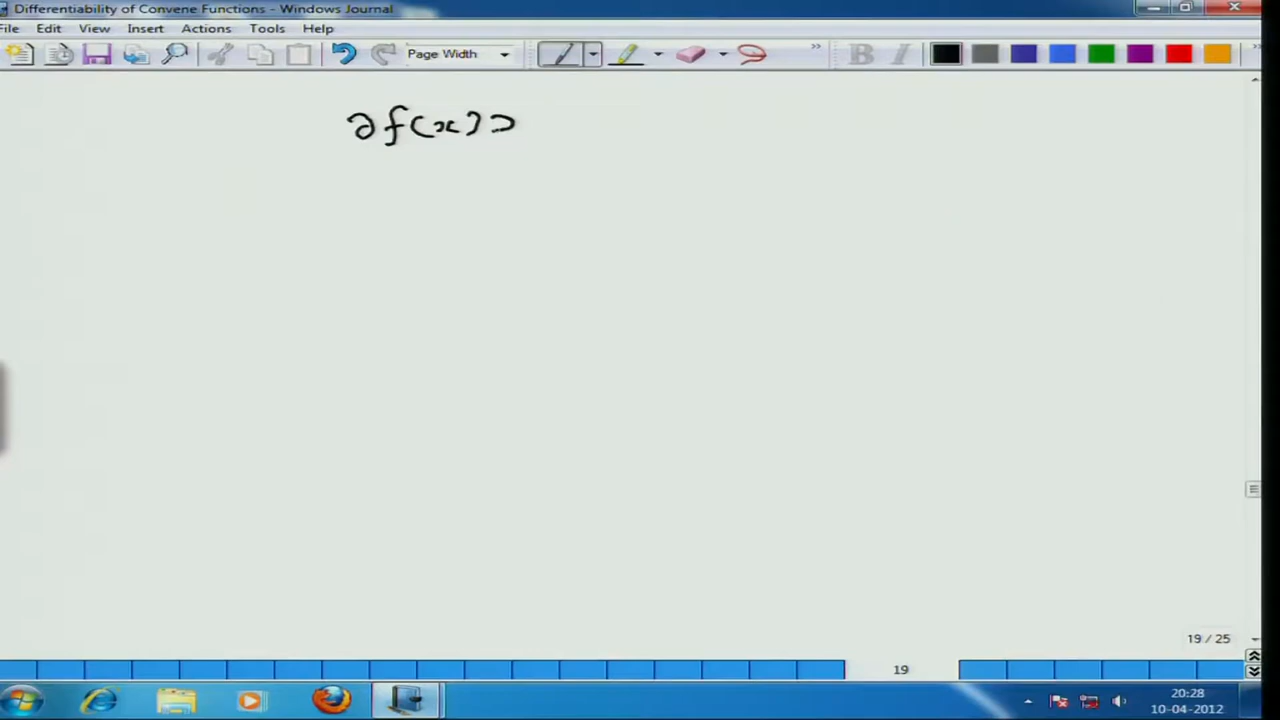 Differentiability of Convene Functions - Windows Journal
File Edit View Insert Actions Tools Help
Page Width » B I »
∂f(x) ⊃
19 / 25
19
20:28
10-04-2012